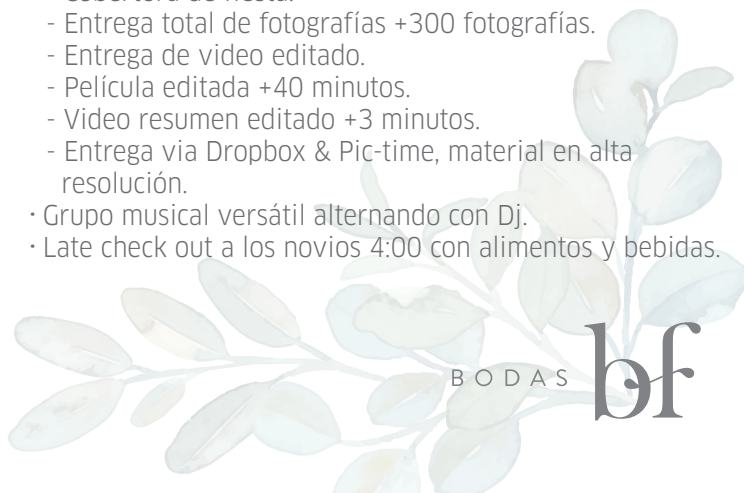 - Entrega total de fotografías +300 fotografías.
- Entrega de video editado.
- Película editada +40 minutos.
- Video resumen editado +3 minutos.
- Entrega via Dropbox & Pic-time, material en alta
resolución.
· Grupo musical versátil alternando con Dj.
· Late check out a los novios 4:00 con alimentos y bebidas.
BODAS bf